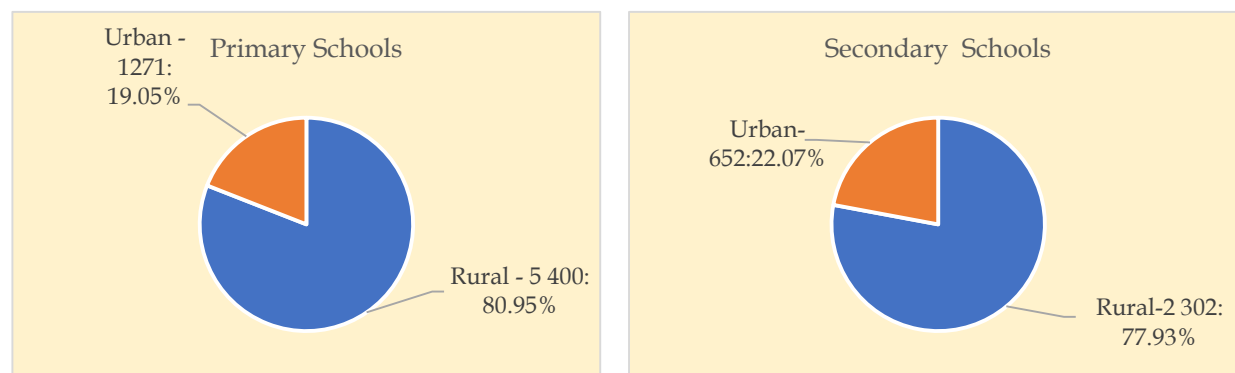 Primary Schools
Urban -
1271:
19.05%
Rural - 5 400:
80.95%
Secondary Schools
Urban-
652:22.07%
Rural-2 302:
77.93%